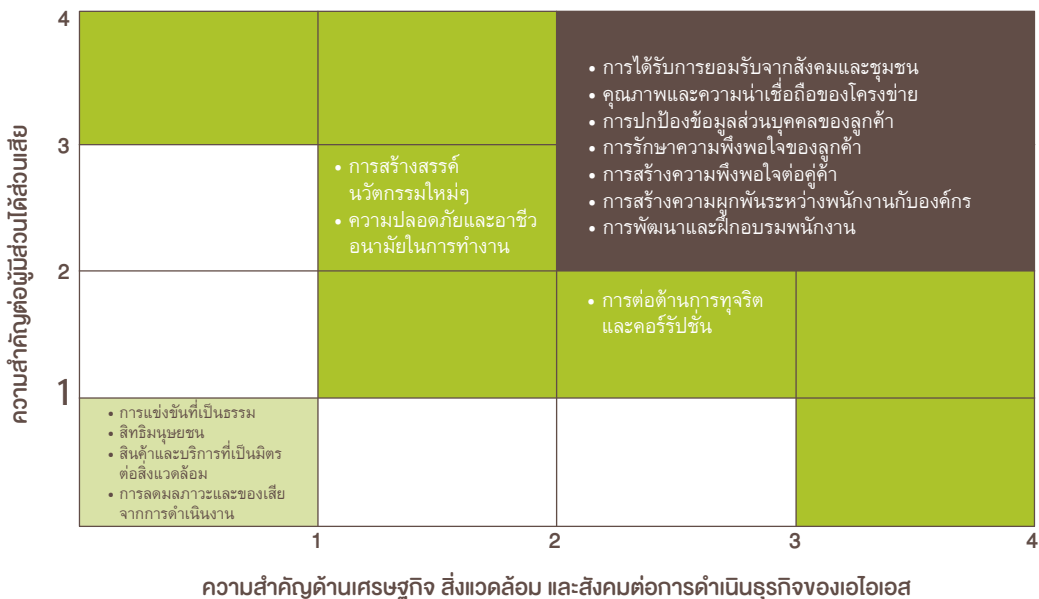 ความสำคัญต่อผู้มีส่วนได้ส่วนเสีย
4
3
2
1
• การได้รับการยอมรับจากสังคมและชุมชน
• คุณภาพและความน่าเชื่อถือของโครงข่าย
• การปกป้องข้อมูลส่วนบุคคลของลูกค้า
• การรักษาความพึงพอใจของลูกค้า
• การสร้างความพึงพอใจต่อคู่ค้า
• การสร้างความผูกพันระหว่างพนักงานกับองค์กร
• การพัฒนาและฝึกอบรมพนักงาน
• การสร้างสรรค์
นวัตกรรมใหม่ๆ
• ความปลอดภัยและอาชีว
อนามัยในการทำงาน
• การต่อต้านการทุจริต
และคอร์รัปชั่น
• การแข่งขันที่เป็นธรรม
• สิทธิมนุษยชน
• สินค้าและบริการที่เป็นมิตร
ต่อสิ่งแวดล้อม
• การลดมลภาวะและของเสีย
จากการดำเนินงาน
1 2 3 4
ความสำคัญด้านเศรษฐกิจ สิ่งแวดล้อม และสังคมต่อการดำเนินธุรกิจของเอไอเอส